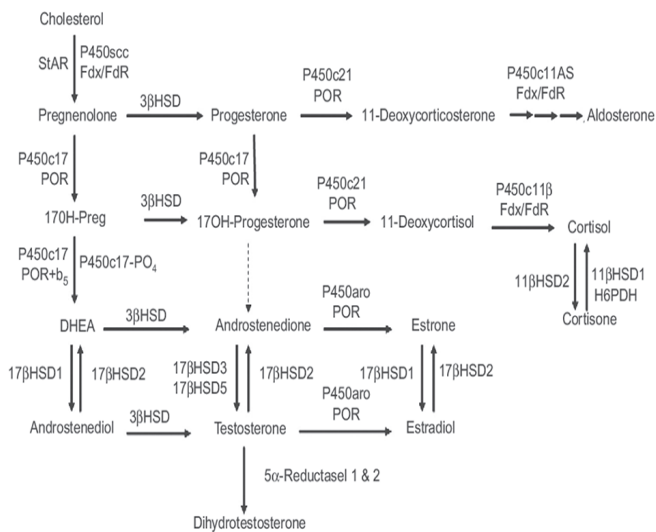 Cholesterol
StAR
P450scc
Fdx/FdR
Pregnenolone
3βHSD
Progesterone
P450c21
POR
11-Deoxycorticosterone
P450c11AS
Fdx/FdR
Aldosterone
P450c17
POR
P450c17
POR
170H-Preg
3βHSD
17OH-Progesterone
P450c21
POR
11-Deoxycortisol
P450c11β
Fdx/FdR
Cortisol
P450c17
POR+b5
P450c17-PO4
11βHSD2
11βHSD1
H6PDH
Cortisone
DHEA
3βHSD
Androstenedione
P450aro
POR
Estrone
17βHSD1
17βHSD2
17βHSD3
17βHSD5
17βHSD2
17βHSD1
17βHSD2
Androstenediol
3βHSD
Testosterone
P450aro
POR
Estradiol
5α-Reductasel 1 & 2
Dihydrotestosterone